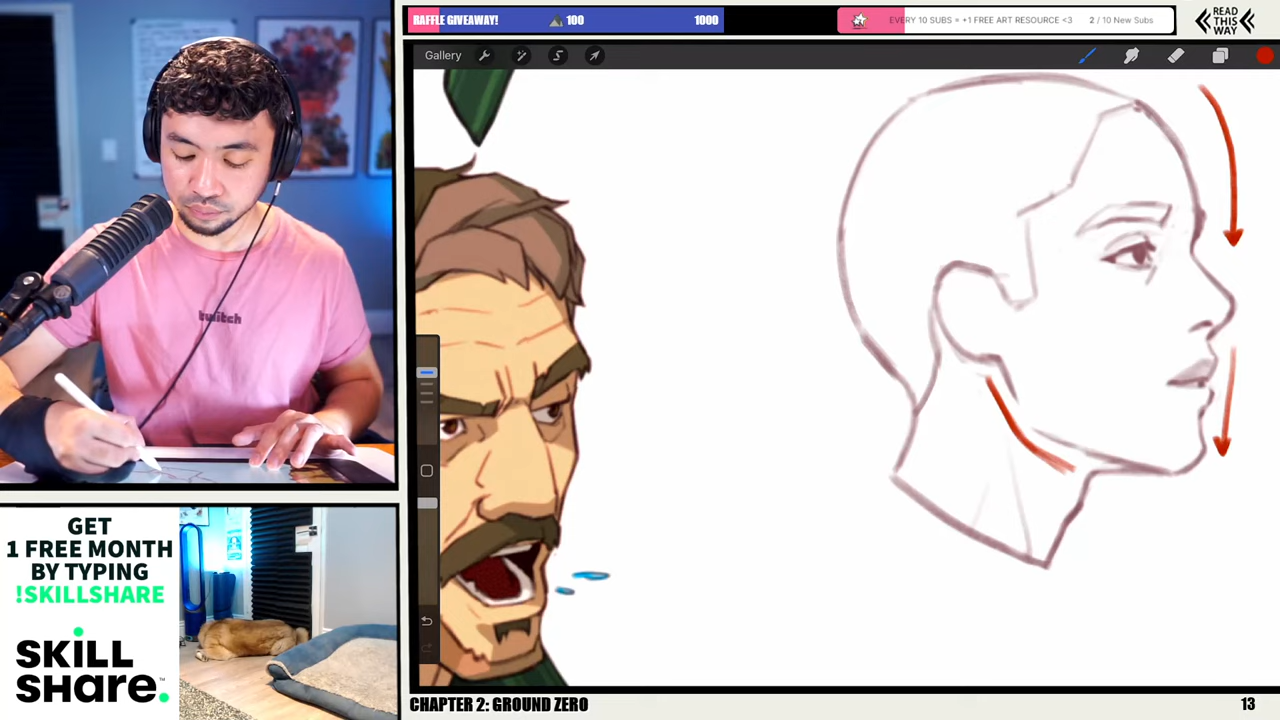 RAFFLE GIVEAWAY! 100 1000
EVERY 10 SUBS = +1 FREE ART RESOURCE <3 2 / 10 New Subs
READ
THIS
WAY
Gallery
twitch
GET
1 FREE MONTH
BY TYPING
!SKILLSHARE
SKILL
SHARE.
CHAPTER 2: GROUND ZERO 13